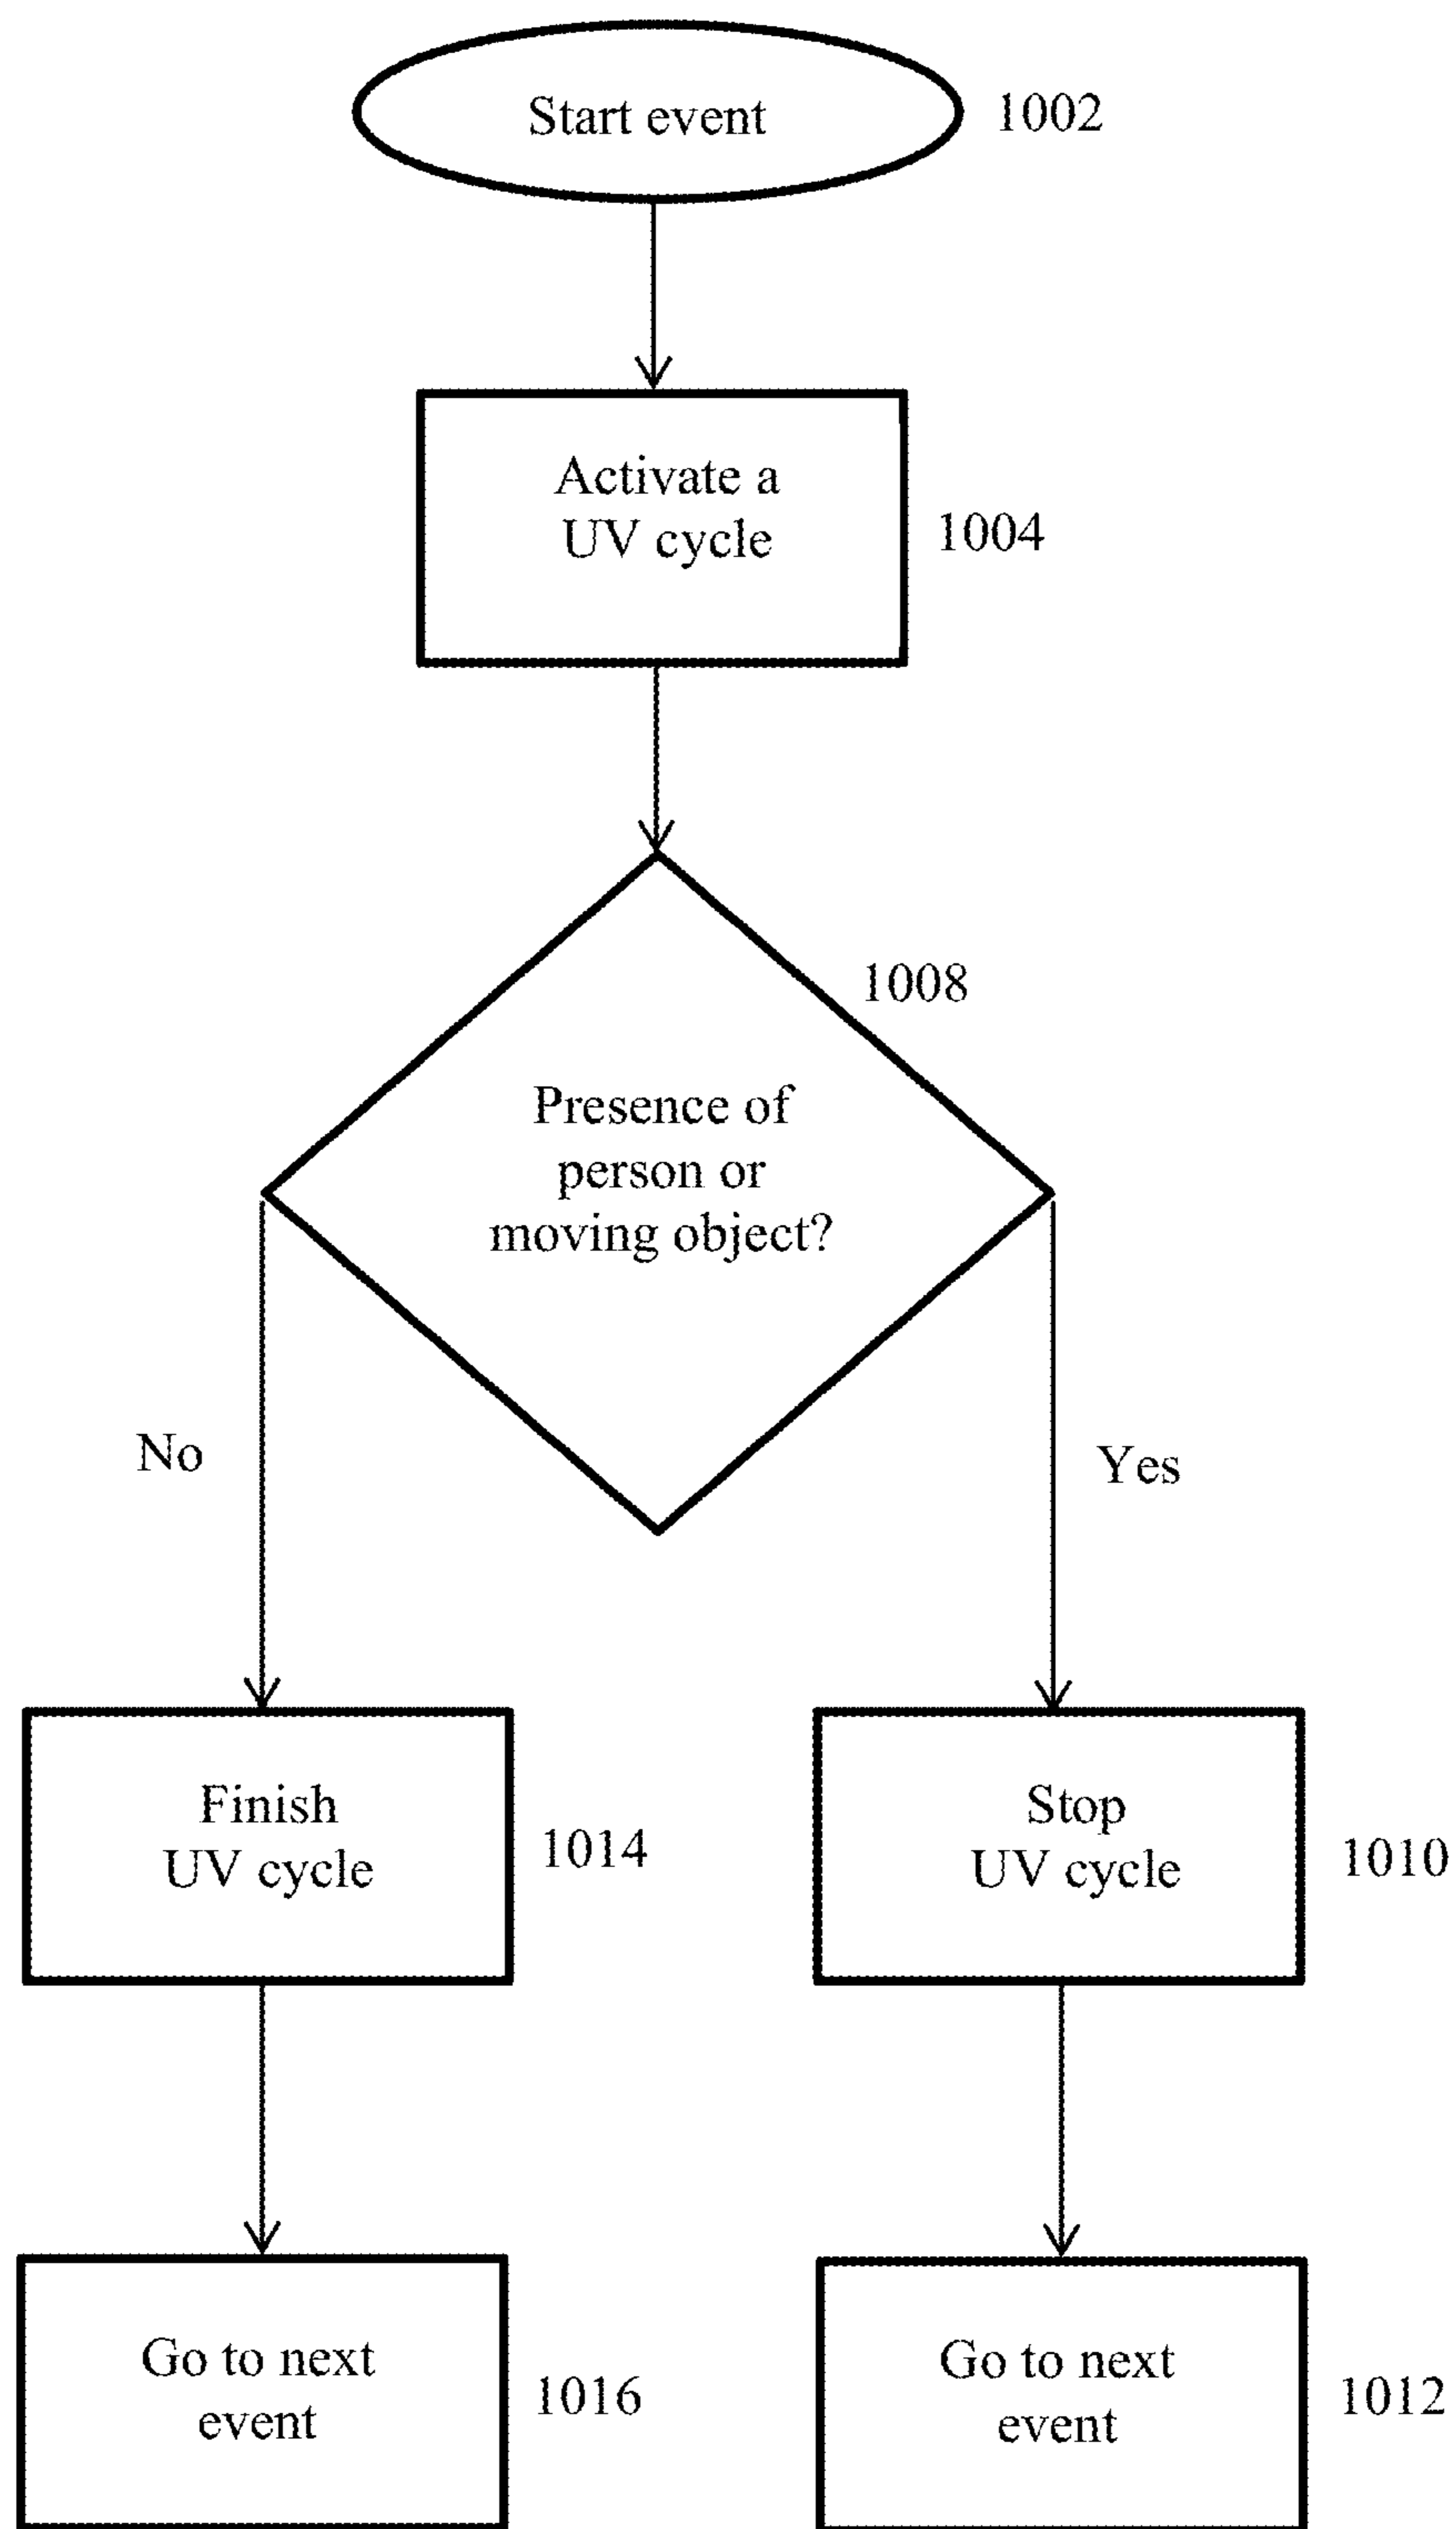 Start event
1002
Activate a
UV cycle
1004
1008
Presence of
person or
moving object?
No
Yes
Finish
UV cycle
1014
Stop
UV cycle
1010
Go to next
event
1016
Go to next
event
1012